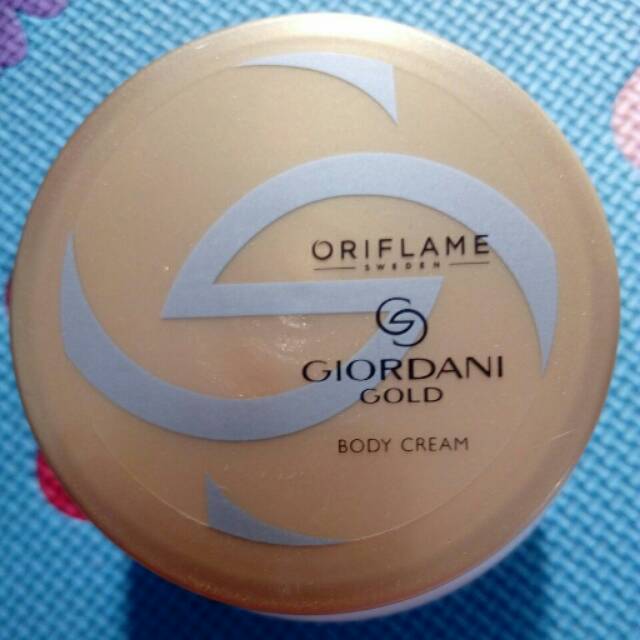 ORIFLAME
SWEDEN
GIORDANI
GOLD
BODY CREAM